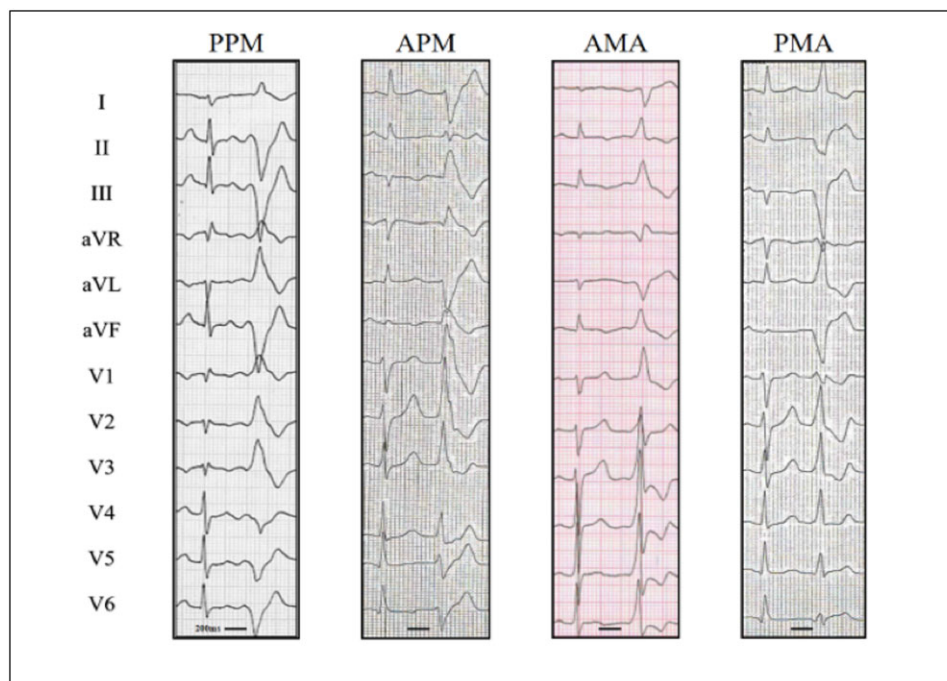 PPM APM AMA PMA
I
II
III
aVR
aVL
aVF
V1
V2
V3
V4
V5
V6
200ms